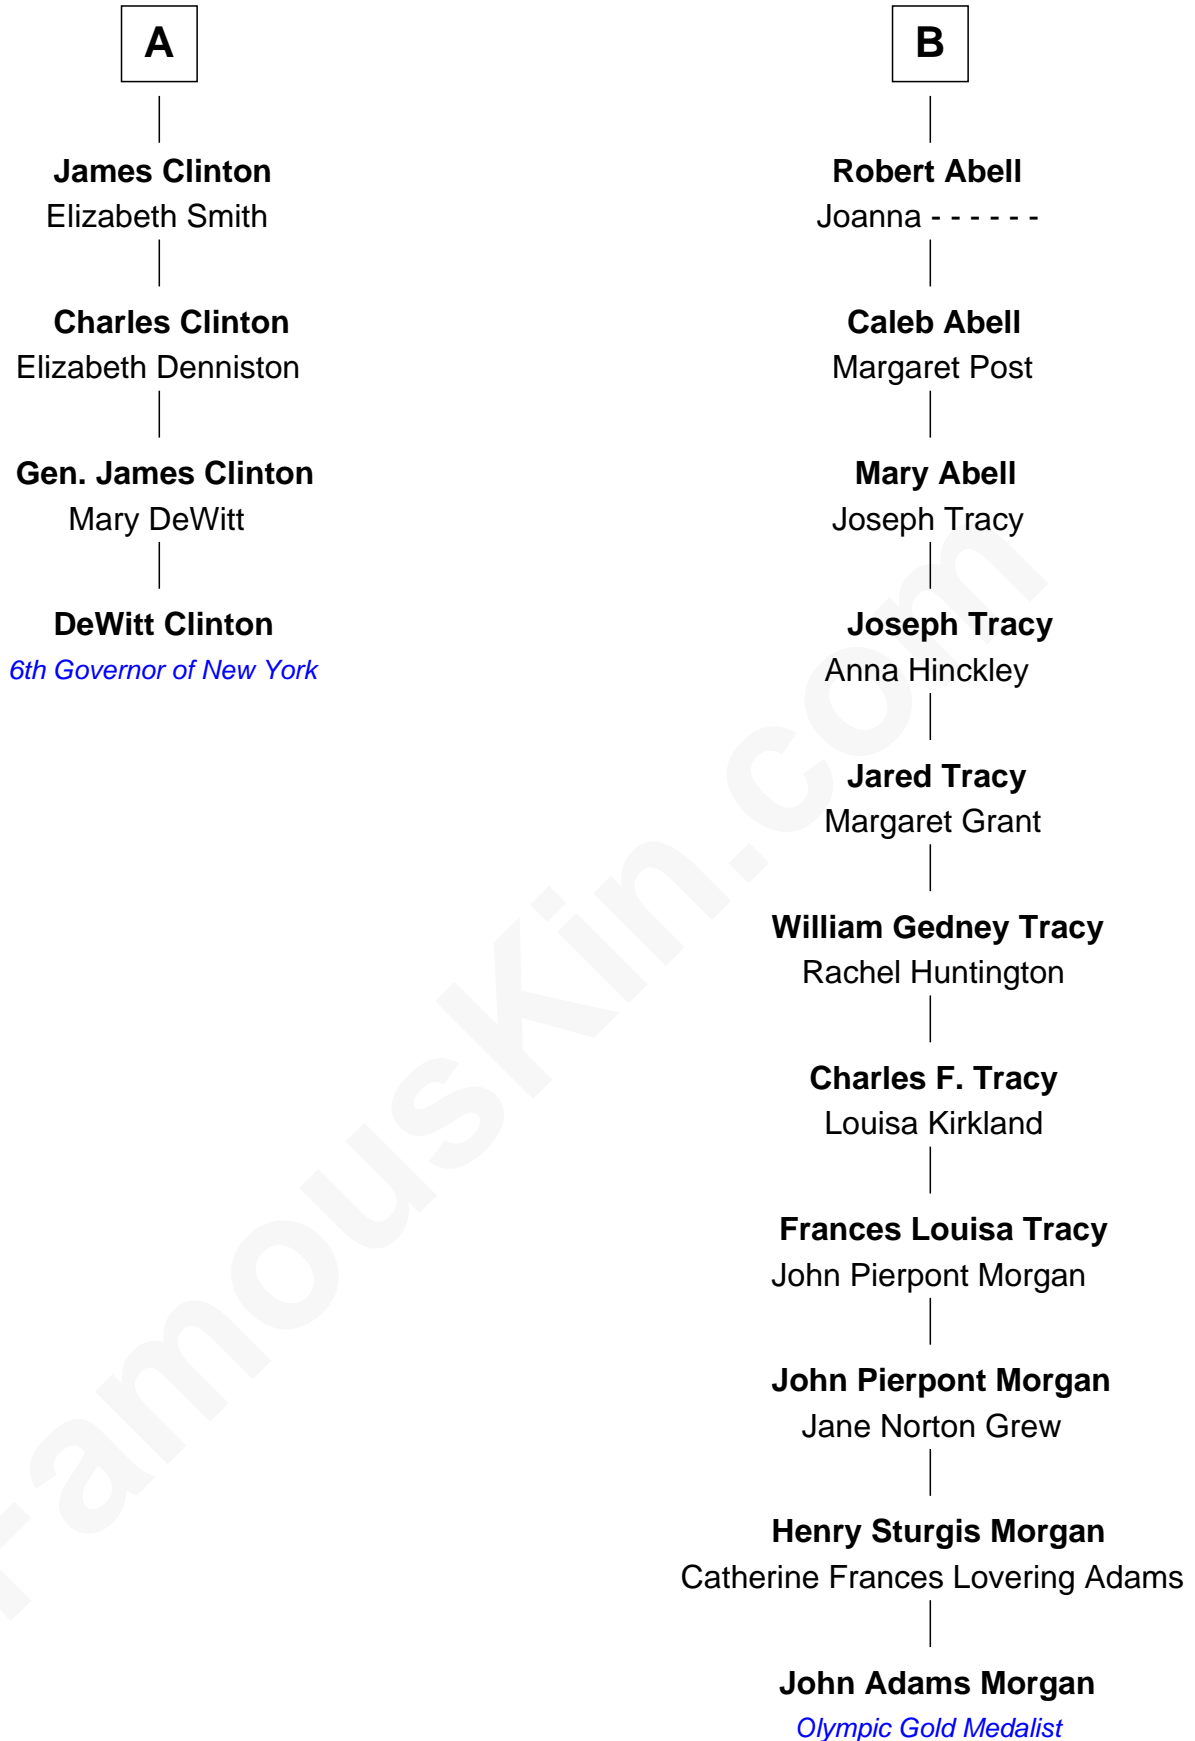 A
James Clinton
Elizabeth Smith
Charles Clinton
Elizabeth Denniston
Gen. James Clinton
Mary DeWitt
DeWitt Clinton
6th Governor of New York
B
Robert Abell
Joanna - - - - - -
Caleb Abell
Margaret Post
Mary Abell
Joseph Tracy
Joseph Tracy
Anna Hinckley
Jared Tracy
Margaret Grant
William Gedney Tracy
Rachel Huntington
Charles F. Tracy
Louisa Kirkland
Frances Louisa Tracy
John Pierpont Morgan
John Pierpont Morgan
Jane Norton Grew
Henry Sturgis Morgan
Catherine Frances Lovering Adams
John Adams Morgan
Olympic Gold Medalist
FamousKin.com